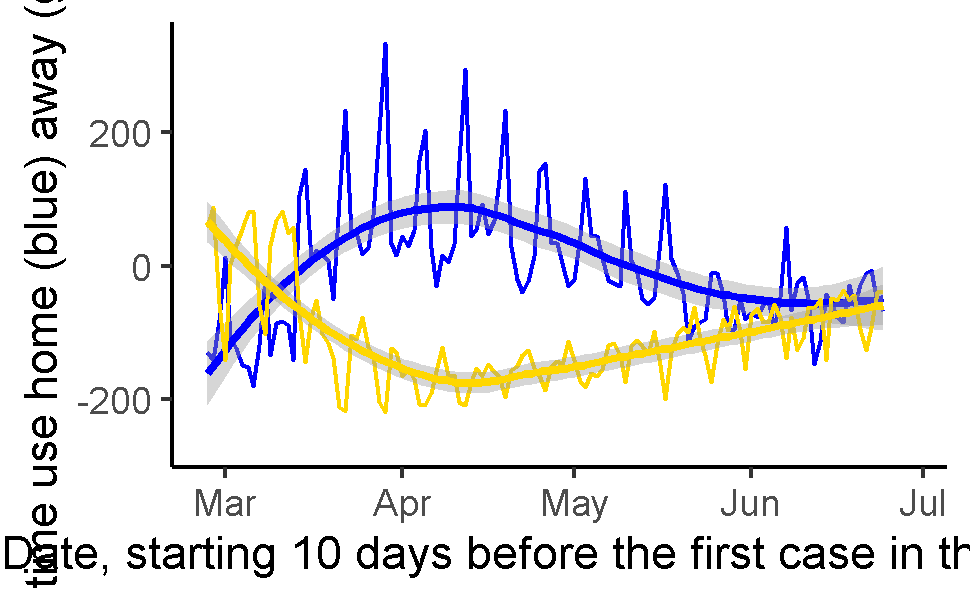 time use home (blue) away (
200
0
-200
Mar Apr May Jun Jul
Date, starting 10 days before the first case in th